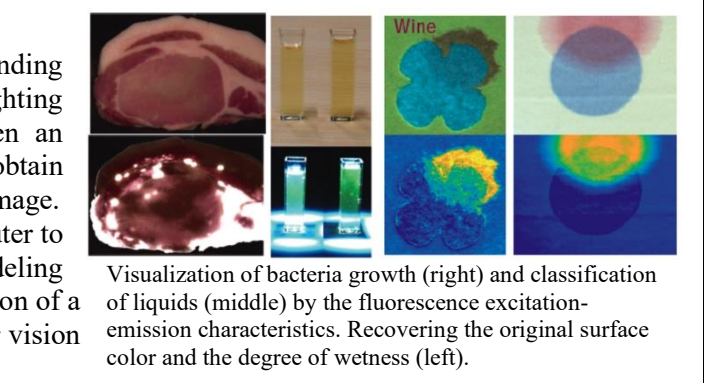 nding
ghting
en an
obtain
mage.
uter to
deling
on of a
vision
Wine
Visualization of bacteria growth (right) and classification
of liquids (middle) by the fluorescence excitation-
emission characteristics. Recovering the original surface
color and the degree of wetness (left).